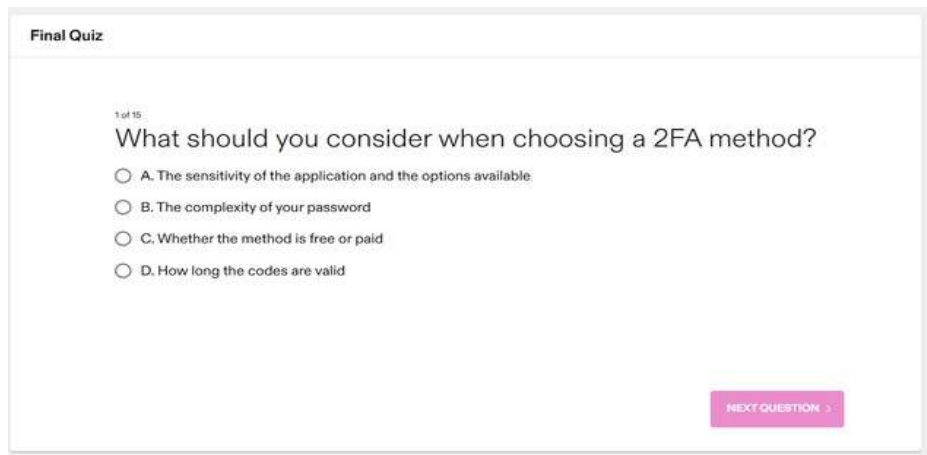 Final Quiz
1 of 15
What should you consider when choosing a 2FA method?
A. The sensitivity of the application and the options available
B. The complexity of your password
C. Whether the method is free or paid
D. How long the codes are valid
NEXT QUESTION >